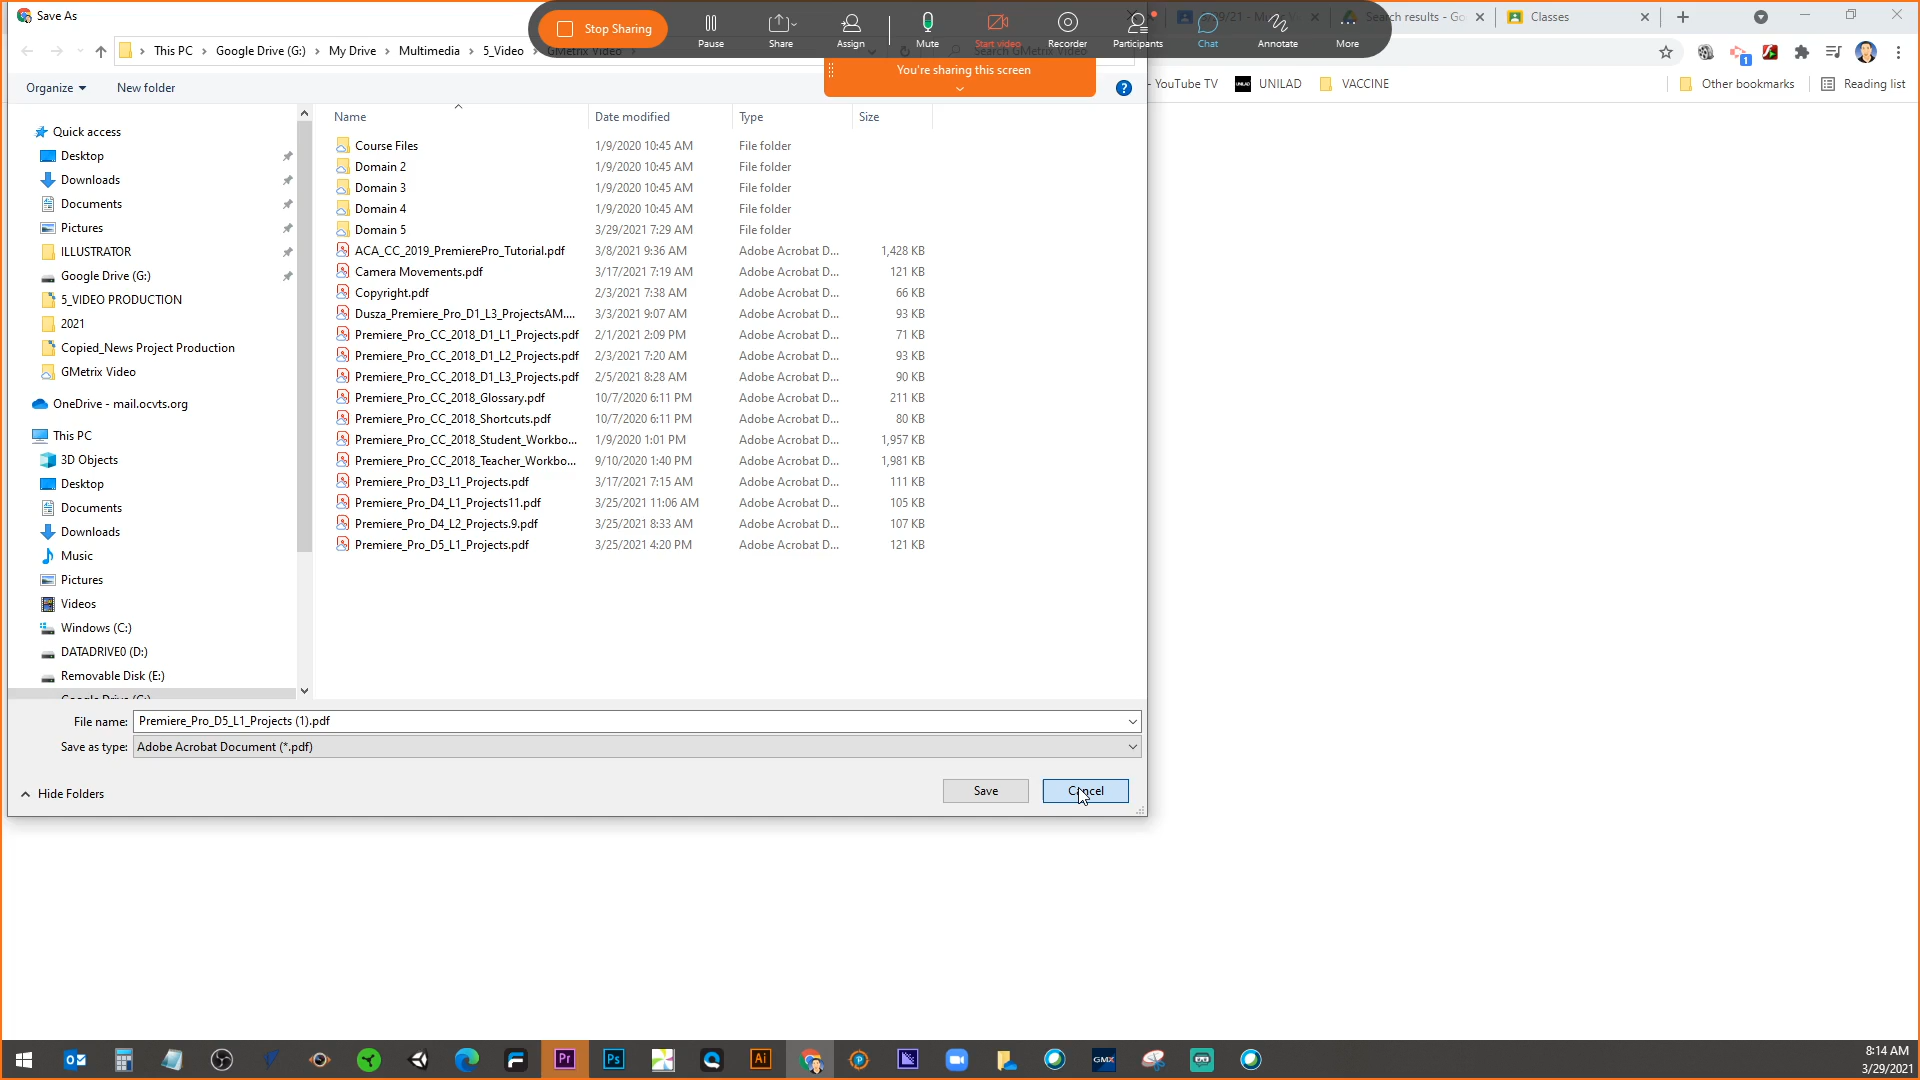 Save As
Stop Sharing
Pause
Share
Assign
Mute
Start video
Recorder
Participants
Chat
Annotate
More
Search results - Go
Classes
This PC > Google Drive (G:) > My Drive > Multimedia > 5_Video > GMetrix Video
Search GMetrix Video
You're sharing this screen
Organize
New folder
- YouTube TV
UNILAD
VACCINE
Other bookmarks
Reading list
1
Name
Date modified
Type
Size
Quick access
Desktop
Downloads
Documents
Pictures
ILLUSTRATOR
Google Drive (G:)
5_VIDEO PRODUCTION
2021
Copied_News Project Production
GMetrix Video
OneDrive - mail.ocvts.org
This PC
3D Objects
Desktop
Documents
Downloads
Music
Pictures
Videos
Windows (C:)
DATADRIVE0 (D:)
Removable Disk (E:)
Google Drive (G:)
Course Files 1/9/2020 10:45 AM File folder
Domain 2 1/9/2020 10:45 AM File folder
Domain 3 1/9/2020 10:45 AM File folder
Domain 4 1/9/2020 10:45 AM File folder
Domain 5 3/29/2021 7:29 AM File folder
ACA_CC_2019_PremierePro_Tutorial.pdf 3/8/2021 9:36 AM Adobe Acrobat D... 1,428 KB
Camera Movements.pdf 3/17/2021 7:19 AM Adobe Acrobat D... 121 KB
Copyright.pdf 2/3/2021 7:38 AM Adobe Acrobat D... 66 KB
Dusza_Premiere_Pro_D1_L3_ProjectsAM.... 3/3/2021 9:07 AM Adobe Acrobat D... 93 KB
Premiere_Pro_CC_2018_D1_L1_Projects.pdf 2/1/2021 2:09 PM Adobe Acrobat D... 71 KB
Premiere_Pro_CC_2018_D1_L2_Projects.pdf 2/3/2021 7:20 AM Adobe Acrobat D... 93 KB
Premiere_Pro_CC_2018_D1_L3_Projects.pdf 2/5/2021 8:28 AM Adobe Acrobat D... 90 KB
Premiere_Pro_CC_2018_Glossary.pdf 10/7/2020 6:11 PM Adobe Acrobat D... 211 KB
Premiere_Pro_CC_2018_Shortcuts.pdf 10/7/2020 6:11 PM Adobe Acrobat D... 80 KB
Premiere_Pro_CC_2018_Student_Workbo... 1/9/2020 1:01 PM Adobe Acrobat D... 1,957 KB
Premiere_Pro_CC_2018_Teacher_Workbo... 9/10/2020 1:40 PM Adobe Acrobat D... 1,981 KB
Premiere_Pro_D3_L1_Projects.pdf 3/17/2021 7:15 AM Adobe Acrobat D... 111 KB
Premiere_Pro_D4_L1_Projects11.pdf 3/25/2021 11:06 AM Adobe Acrobat D... 105 KB
Premiere_Pro_D4_L2_Projects.9.pdf 3/25/2021 8:33 AM Adobe Acrobat D... 107 KB
Premiere_Pro_D5_L1_Projects.pdf 3/25/2021 4:20 PM Adobe Acrobat D... 121 KB
File name: Premiere_Pro_D5_L1_Projects (1).pdf
Save as type: Adobe Acrobat Document (*.pdf)
Hide Folders
Save
Cancel
Pr
Ps
Ai
GMX
8:14 AM
3/29/2021